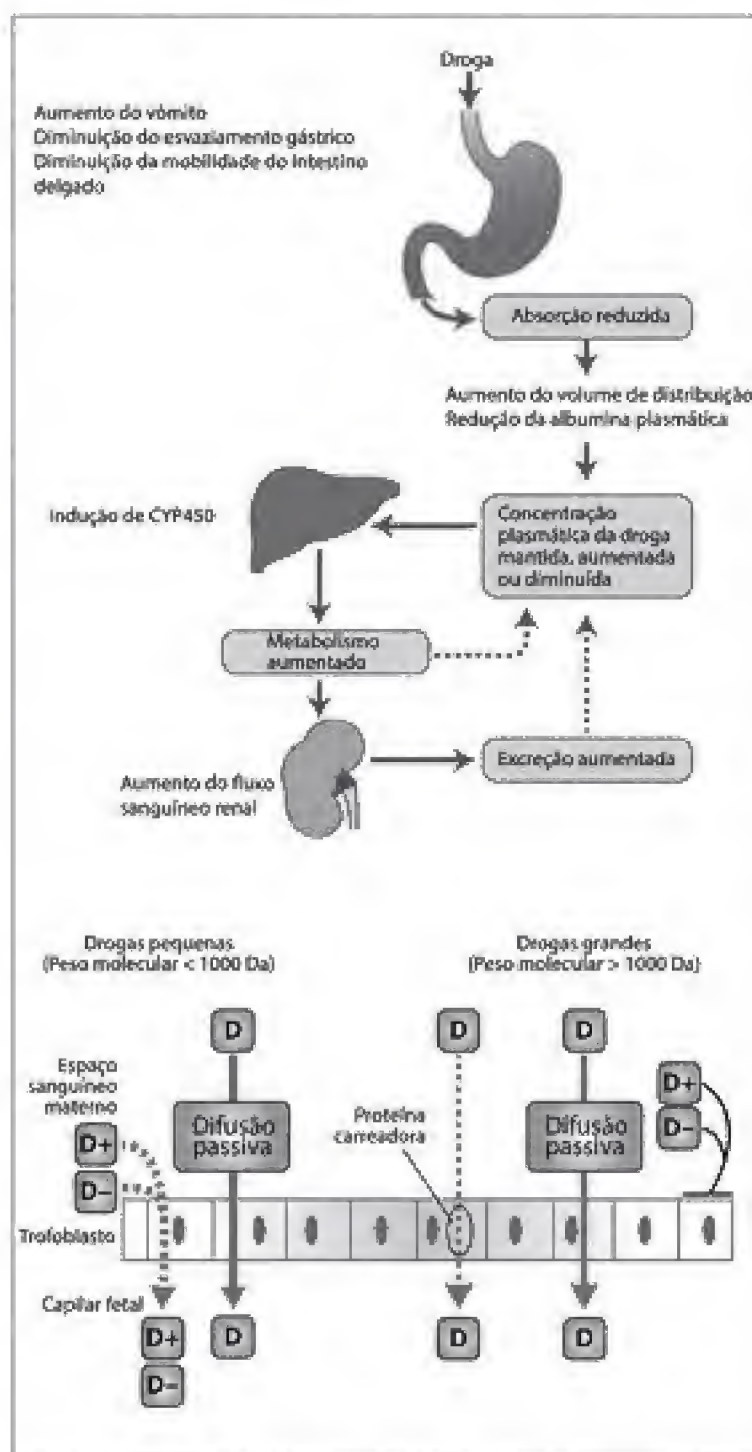 Droga
Aumento do vômito
Diminuição do esvaziamento gástrico
Diminuição da mobilidade do intestino
delgado
Absorção reduzida
Aumento do volume de distribuição
Redução da albumina plasmática
Indução de CYP450
Concentração
plasmática da droga
mantida, aumentada
ou diminuída
Metabolismo
aumentado
Aumento do fluxo
sanguíneo renal
Excreção aumentada
Drogas pequenas
(Peso molecular < 1000 Da)
Drogas grandes
(Peso molecular > 1000 Da)
D
D
D
Espaço
sanguíneo
materno
D+
D−
Difusão
passiva
Proteína
carreadora
Difusão
passiva
D+
D−
Trofoblasto
Capilar fetal
D+
D−
D
D
D